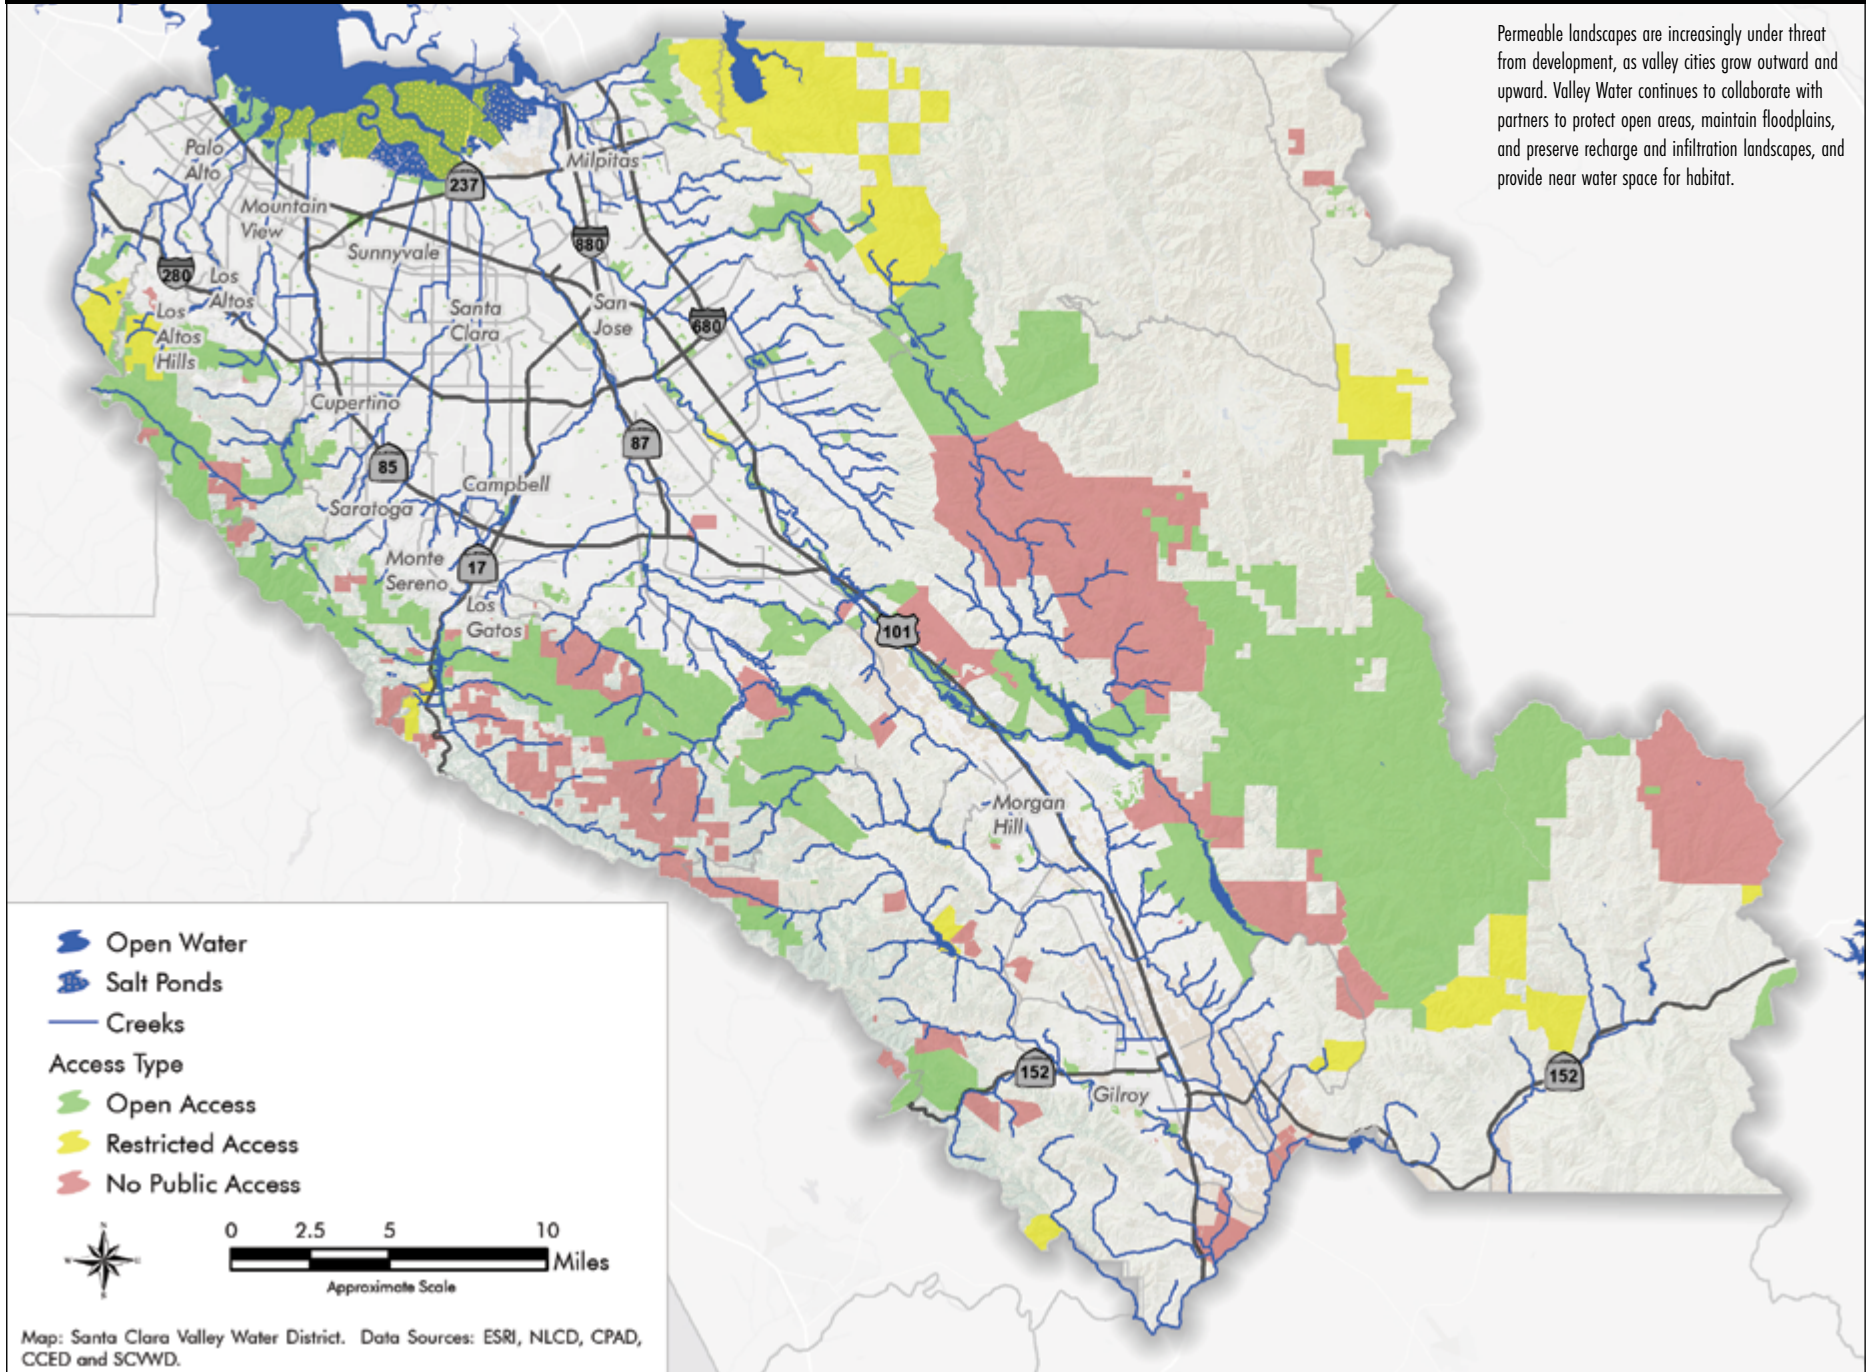 Permeable landscapes are increasingly under threat
from development, as valley cities grow outward and
upward. Valley Water continues to collaborate with
partners to protect open areas, maintain floodplains,
and preserve recharge and infiltration landscapes, and
provide near water space for habitat.
Palo
Alto
Milpitas
237
Mountain
View
880
Sunnyvale
280
Los
Altos
Los
Altos
Hills
Santa
Clara
San
Jose
680
Cupertino
87
85
Campbell
Saratoga
Monte
Sereno
17
Los
Gatos
101
Morgan
Hill
152
Gilroy
152
Open Water
Salt Ponds
Creeks
Access Type
Open Access
Restricted Access
No Public Access
N
S
0 2.5 5 10
Miles
Approximate Scale
Map: Santa Clara Valley Water District. Data Sources: ESRI, NLCD, CPAD,
CCED and SCVWD.